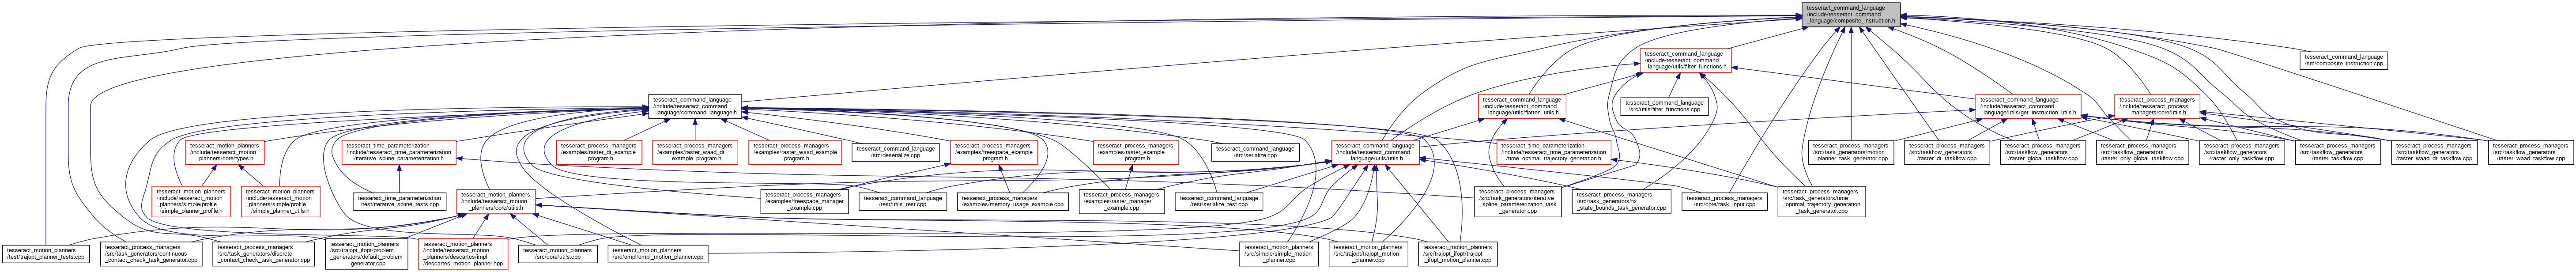 tesseract_command_language
/include/tesseract_command
_language/composite_instruction.h
tesseract_command_language
/include/tesseract_command
_language/utils/filter_functions.h
tesseract_command_language
/src/composite_instruction.cpp
tesseract_command_language
/include/tesseract_command
_language/command_language.h
tesseract_command_language
/include/tesseract_command
_language/utils/flatten_utils.h
tesseract_command_language
/src/utils/filter_functions.cpp
tesseract_command_language
/include/tesseract_command
_language/utils/get_instruction_utils.h
tesseract_process_managers
/include/tesseract_process
_managers/core/utils.h
tesseract_motion_planners
/include/tesseract_motion
_planners/core/types.h
tesseract_time_parameterization
/include/tesseract_time_parameterization
/iterative_spline_parameterization.h
tesseract_process_managers
/examples/raster_dt_example
_program.h
tesseract_process_managers
/examples/raster_waad_dt
_example_program.h
tesseract_process_managers
/examples/raster_waad_example
_program.h
tesseract_command_language
/src/deserialize.cpp
tesseract_process_managers
/examples/freespace_example
_program.h
tesseract_process_managers
/examples/raster_example
_program.h
tesseract_command_language
/src/serialize.cpp
tesseract_command_language
/include/tesseract_command
_language/utils/utils.h
tesseract_time_parameterization
/include/tesseract_time_parameterization
/time_optimal_trajectory_generation.h
tesseract_process_managers
/src/task_generators/motion
_planner_task_generator.cpp
tesseract_process_managers
/src/taskflow_generators
/raster_dt_taskflow.cpp
tesseract_process_managers
/src/taskflow_generators
/raster_global_taskflow.cpp
tesseract_process_managers
/src/taskflow_generators
/raster_only_global_taskflow.cpp
tesseract_process_managers
/src/taskflow_generators
/raster_only_taskflow.cpp
tesseract_process_managers
/src/taskflow_generators
/raster_taskflow.cpp
tesseract_process_managers
/src/taskflow_generators
/raster_waad_dt_taskflow.cpp
tesseract_process_managers
/src/taskflow_generators
/raster_waad_taskflow.cpp
tesseract_motion_planners
/include/tesseract_motion
_planners/simple/profile
/simple_planner_profile.h
tesseract_motion_planners
/include/tesseract_motion
_planners/simple/profile
/simple_planner_utils.h
tesseract_time_parameterization
/test/iterative_spline_tests.cpp
tesseract_motion_planners
/include/tesseract_motion
_planners/core/utils.h
tesseract_process_managers
/examples/freespace_manager
_example.cpp
tesseract_command_language
/test/utils_test.cpp
tesseract_process_managers
/examples/memory_usage_example.cpp
tesseract_process_managers
/examples/raster_manager
_example.cpp
tesseract_command_language
/test/serialize_test.cpp
tesseract_process_managers
/src/task_generators/iterative
_spline_parameterization_task
_generator.cpp
tesseract_process_managers
/src/task_generators/fix
_state_bounds_task_generator.cpp
tesseract_process_managers
/src/core/task_input.cpp
tesseract_process_managers
/src/task_generators/time
_optimal_trajectory_generation
_task_generator.cpp
tesseract_motion_planners
/test/trajopt_planner_tests.cpp
tesseract_process_managers
/src/task_generators/continuous
_contact_check_task_generator.cpp
tesseract_process_managers
/src/task_generators/discrete
_contact_check_task_generator.cpp
tesseract_motion_planners
/src/trajopt_ifopt/problem
_generators/default_problem
_generator.cpp
tesseract_motion_planners
/include/tesseract_motion
_planners/descartes/impl
/descartes_motion_planner.hpp
tesseract_motion_planners
/src/core/utils.cpp
tesseract_motion_planners
/src/ompl/ompl_motion_planner.cpp
tesseract_motion_planners
/src/simple/simple_motion
_planner.cpp
tesseract_motion_planners
/src/trajopt/trajopt_motion
_planner.cpp
tesseract_motion_planners
/src/trajopt_ifopt/trajopt
_ifopt_motion_planner.cpp